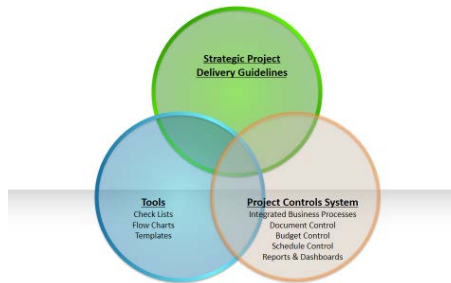 Strategic Project
Delivery Guidelines
Tools
Check Lists
Flow Charts
Templates
Project Controls System
Integrated Business Processes
Document Control
Budget Control
Schedule Control
Reports & Dashboards